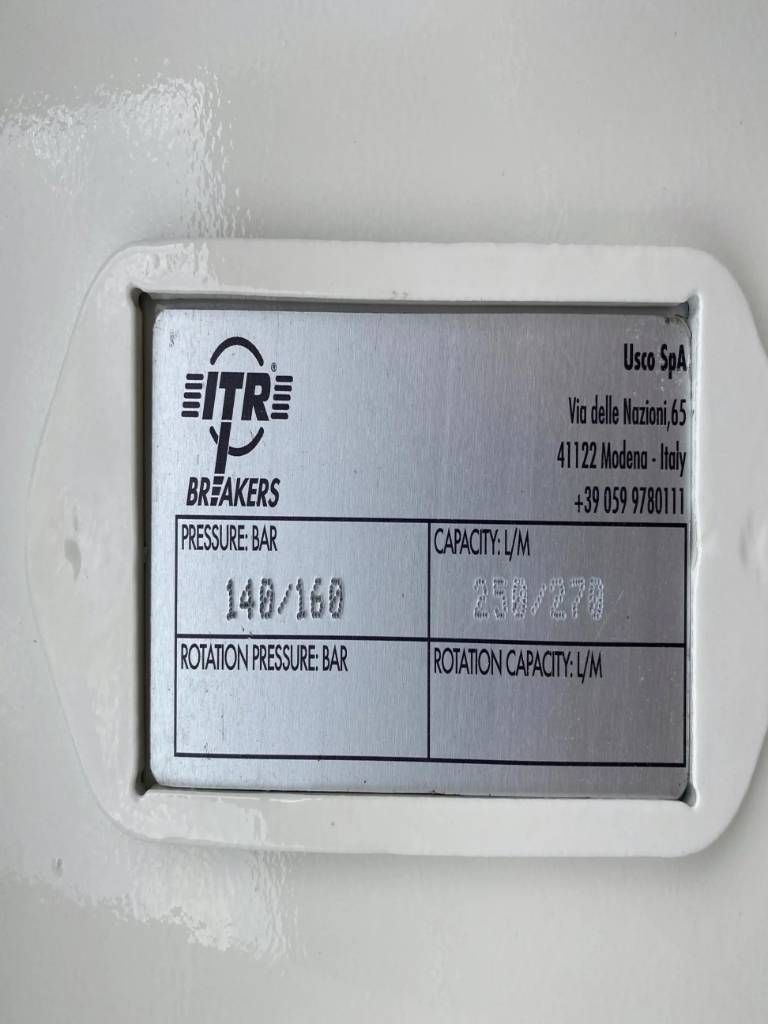 ITR®
BREAKERS
Usco SpA
Via delle Nazioni,65
41122 Modena - Italy
+39 059 9780111
PRESSURE: BAR
140/160
CAPACITY: L/M
250/270
ROTATION PRESSURE: BAR
ROTATION CAPACITY: L/M